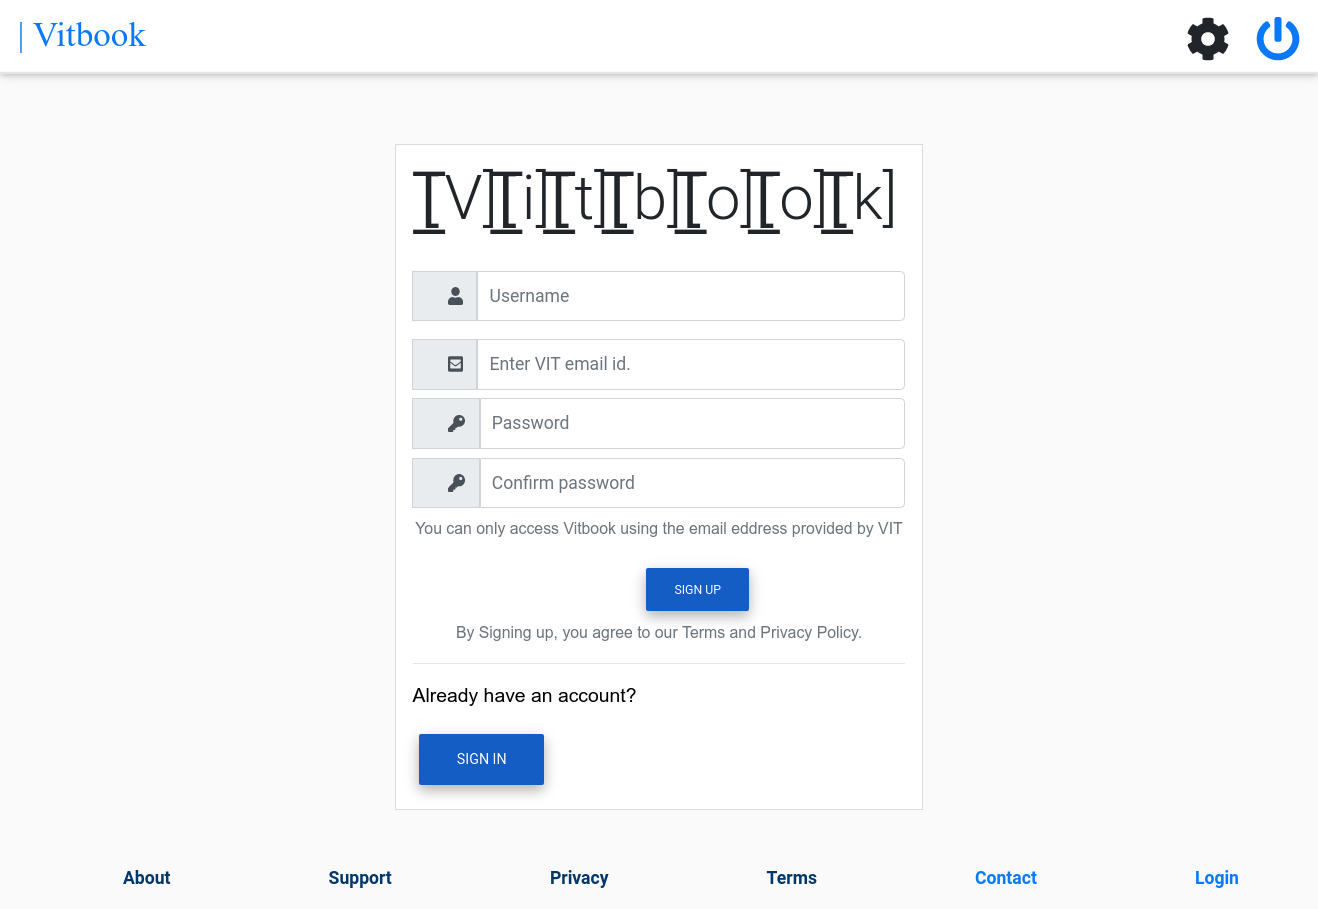 | Vitbook
[V][i][t][b][o][o][k]
Username
Enter VIT email id.
Password
Confirm password
You can only access Vitbook using the email eddress provided by VIT
SIGN UP
By Signing up, you agree to our Terms and Privacy Policy.
Already have an account?
SIGN IN
About Support Privacy Terms Contact Login